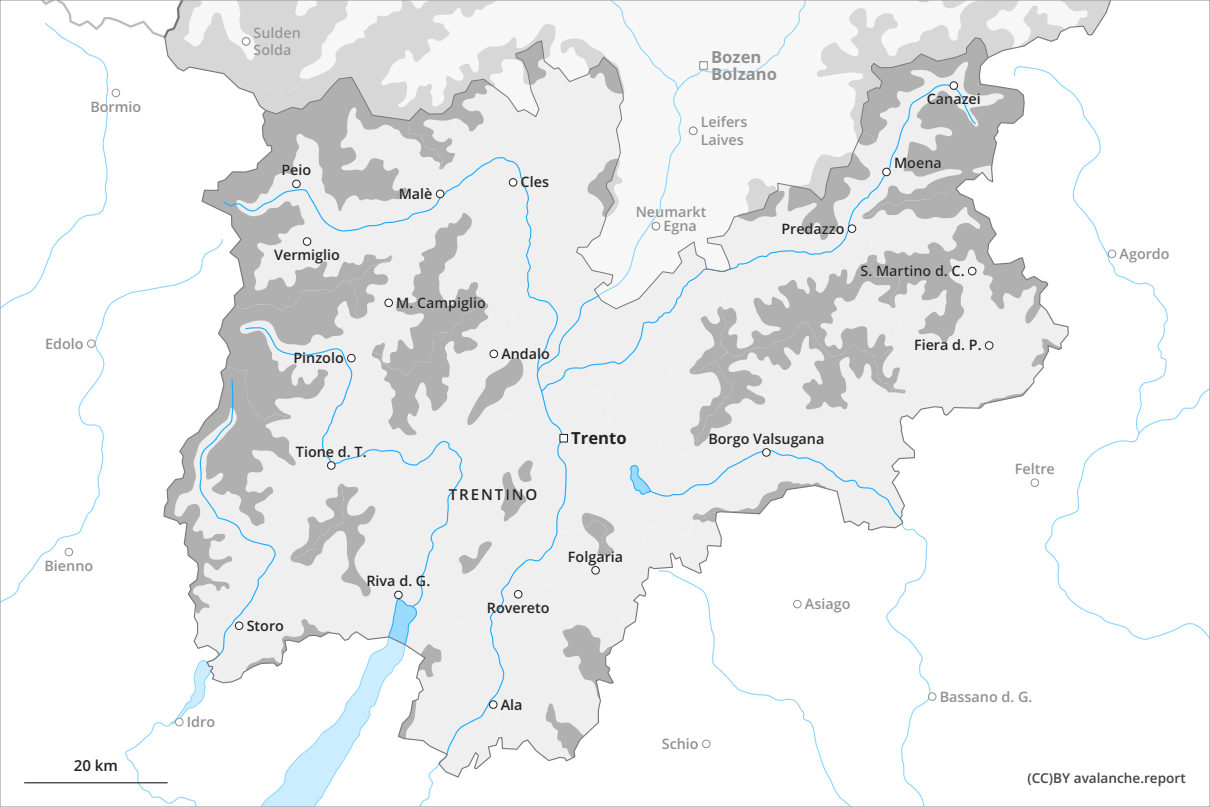 Sulden
Solda
Bozen
Bolzano
Bormio
Canazei
Leifers
Laives
Moena
Peio
Malè
Cles
Neumarkt
Egna
Predazzo
Vermiglio
Agordo
S. Martino d. C.
M. Campiglio
Edolo
Pinzolo
Andalo
Fiera d. P.
Trento
Borgo Valsugana
Tione d. T.
Feltre
TRENTINO
Bienno
Folgaria
Riva d. G.
Rovereto
Asiago
Storo
Bassano d. G.
Ala
Idro
Schio
20 km
(CC)BY avalanche.report